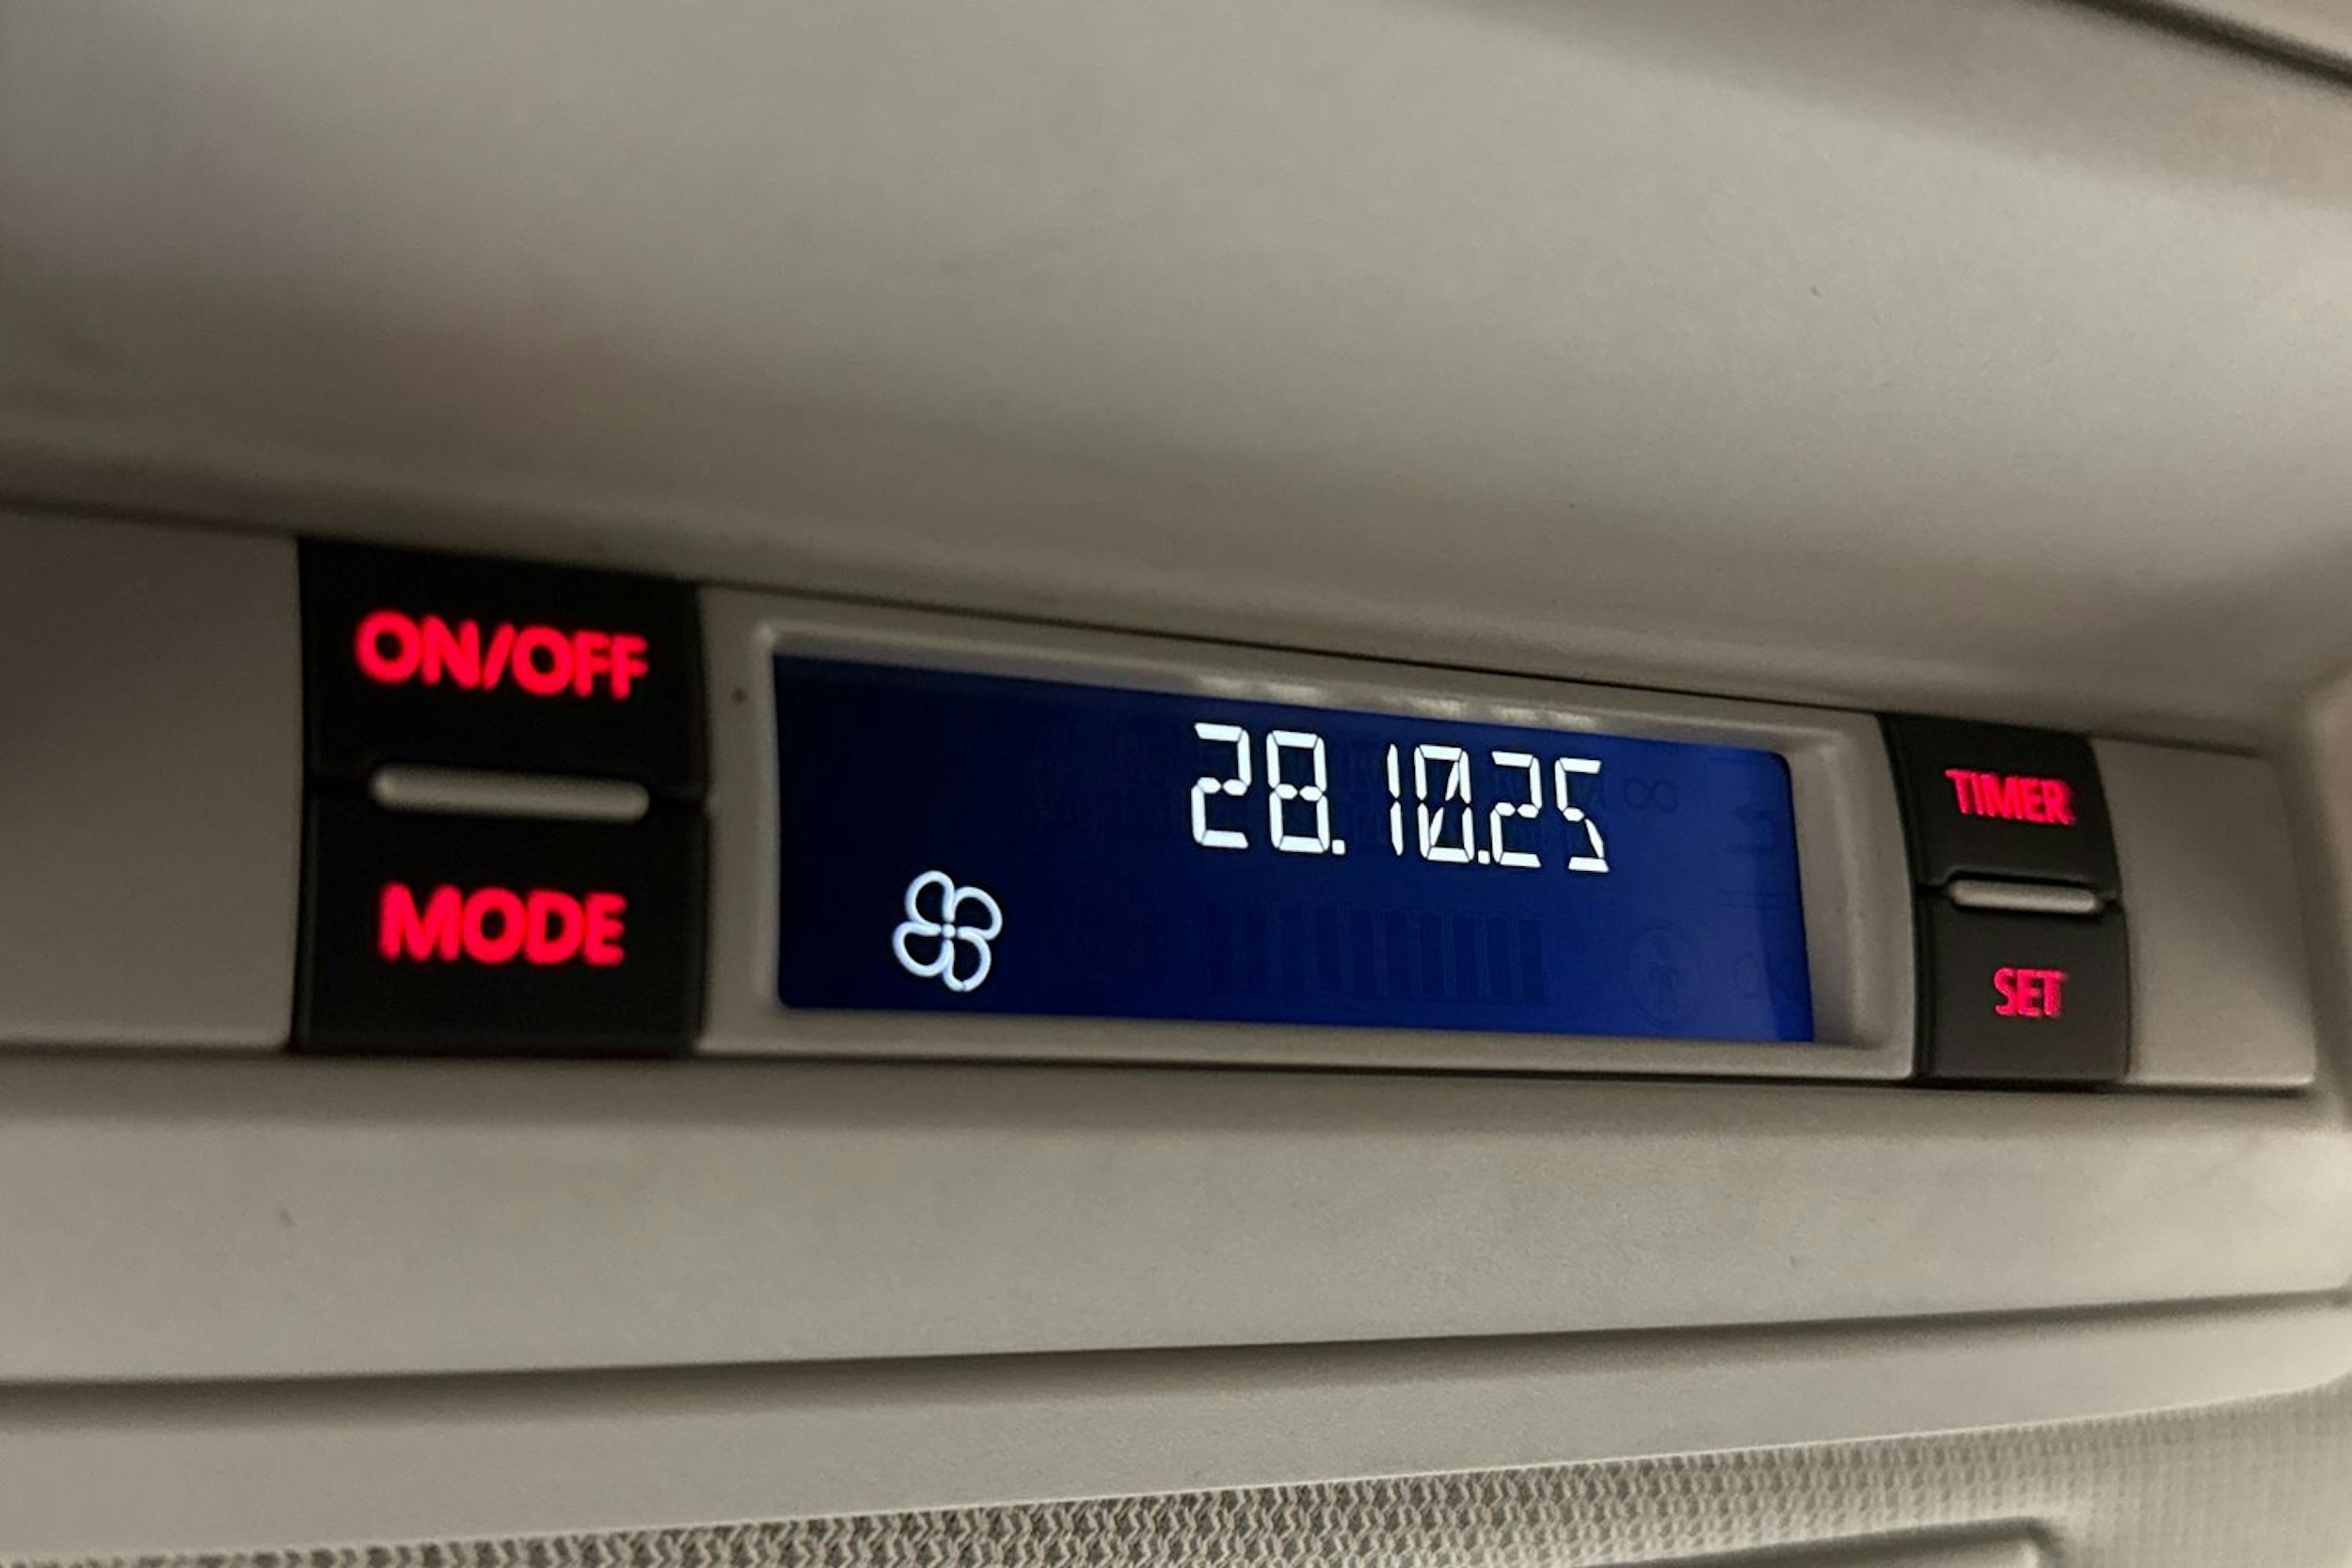 ON/OFF
MODE
28.10.25
TIMER
SET